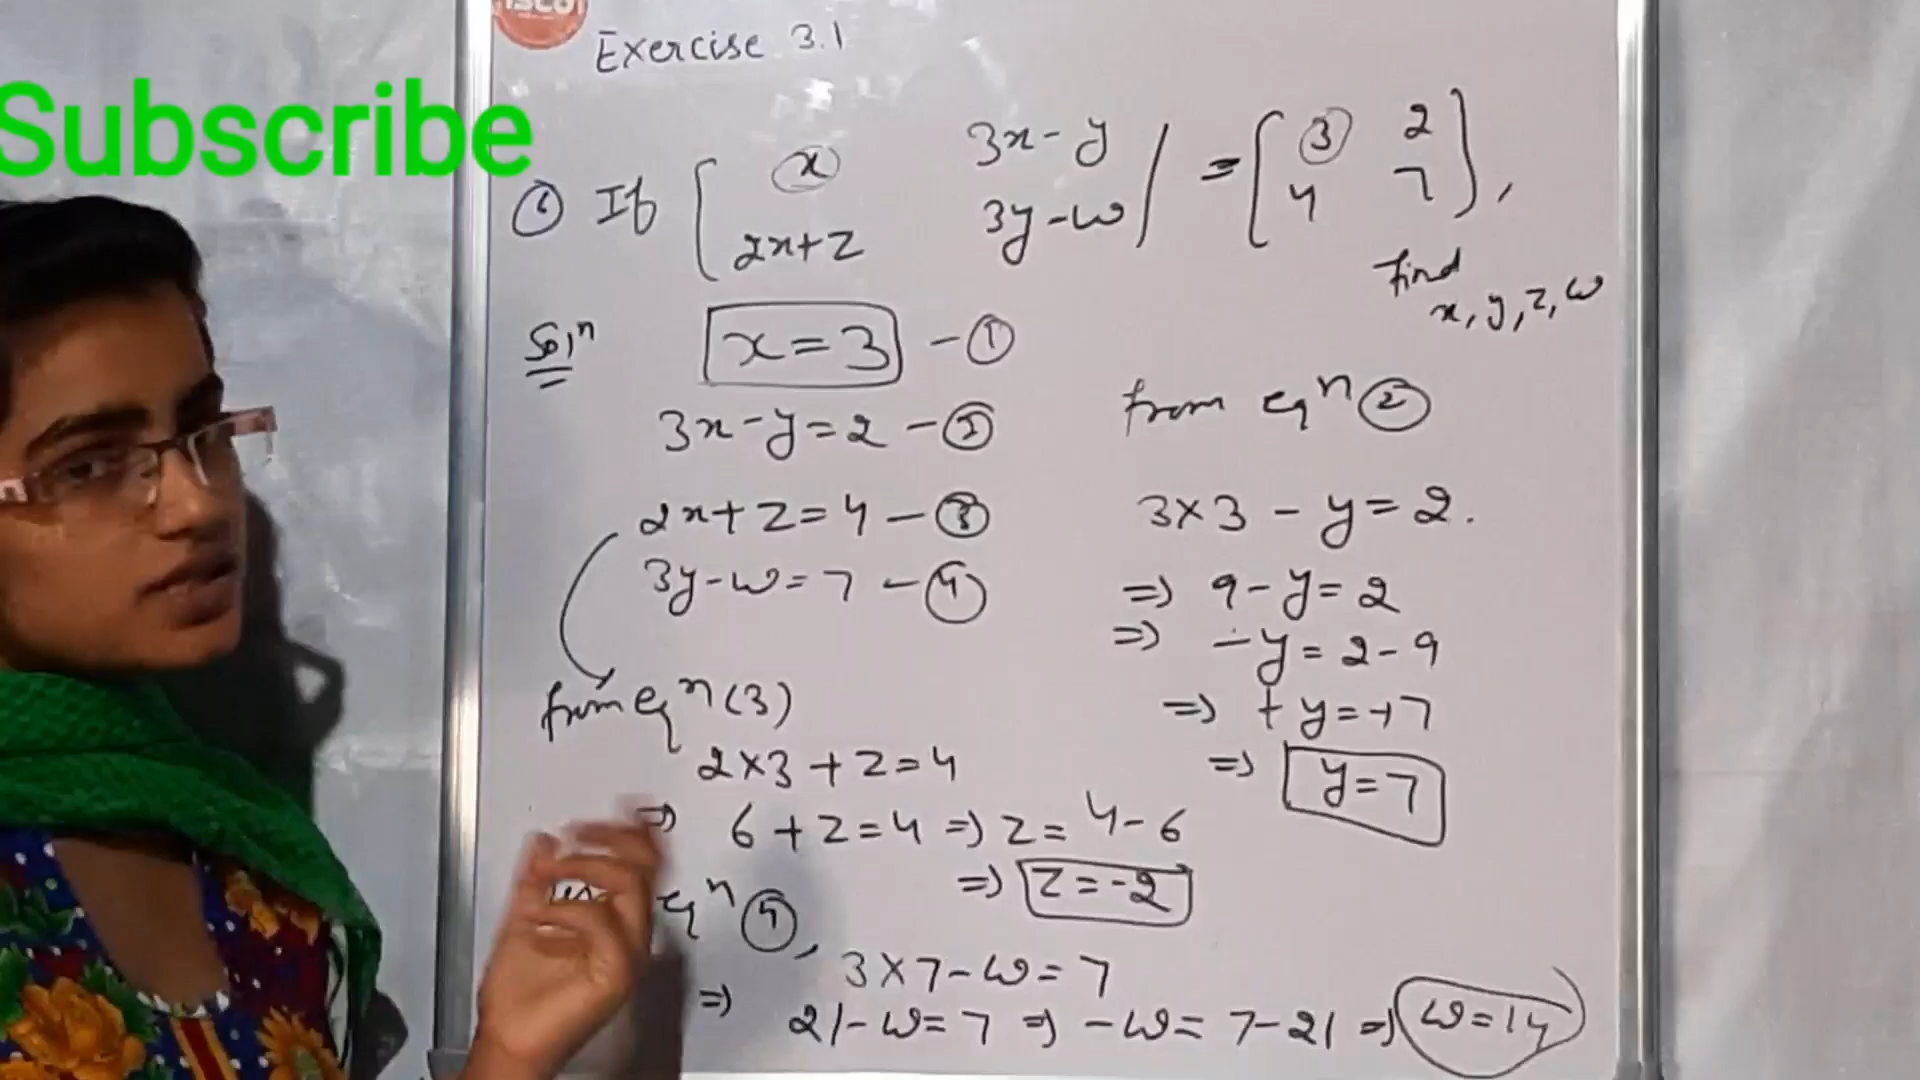 Exercise 3.1
Subscribe
⑥ If [ x 3x-y
2x+z 3y-w ] = [ 3 2
4 7 ],
find
x, y, z, w
Solⁿ x = 3 - ①
3x - y = 2 - ②
2x + z = 4 - ③
3y - w = 7 - ④
from eqⁿ (3)
2×3 + z = 4
⇒ 6 + z = 4 ⇒ z = 4 - 6
⇒ z = -2
from eqⁿ ②
3×3 - y = 2.
⇒ 9 - y = 2
⇒ -y = 2 - 9
⇒ + y = +7
⇒ y = 7
eqⁿ ④,
3×7 - w = 7
⇒ 21 - w = 7 ⇒ -w = 7 - 21 ⇒ w = 14